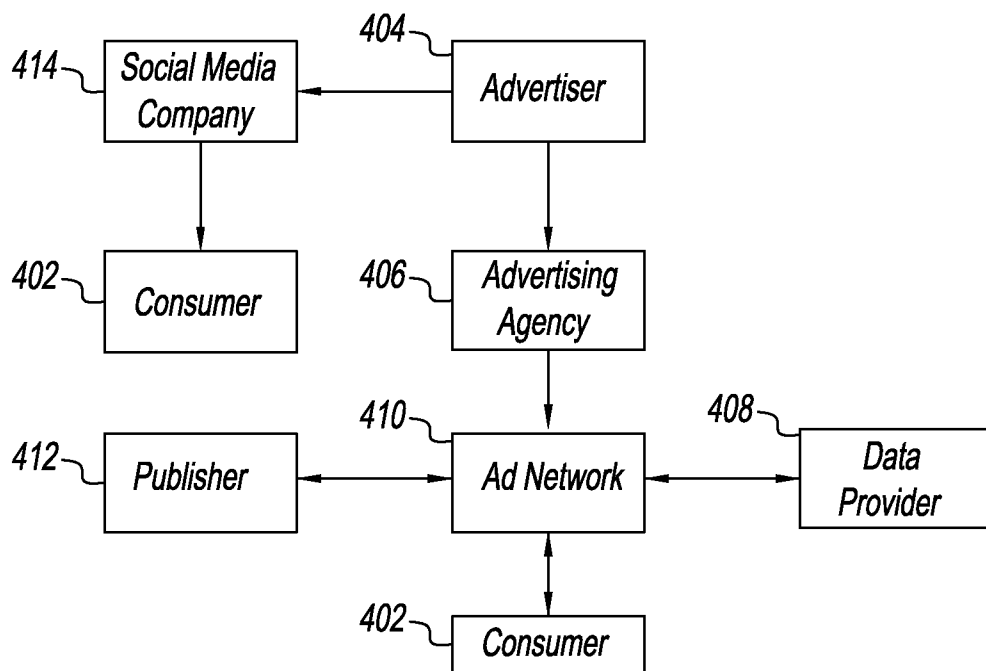 414
Social Media
Company
404
Advertiser
402
Consumer
406
Advertising
Agency
412
Publisher
410
Ad Network
408
Data
Provider
402
Consumer